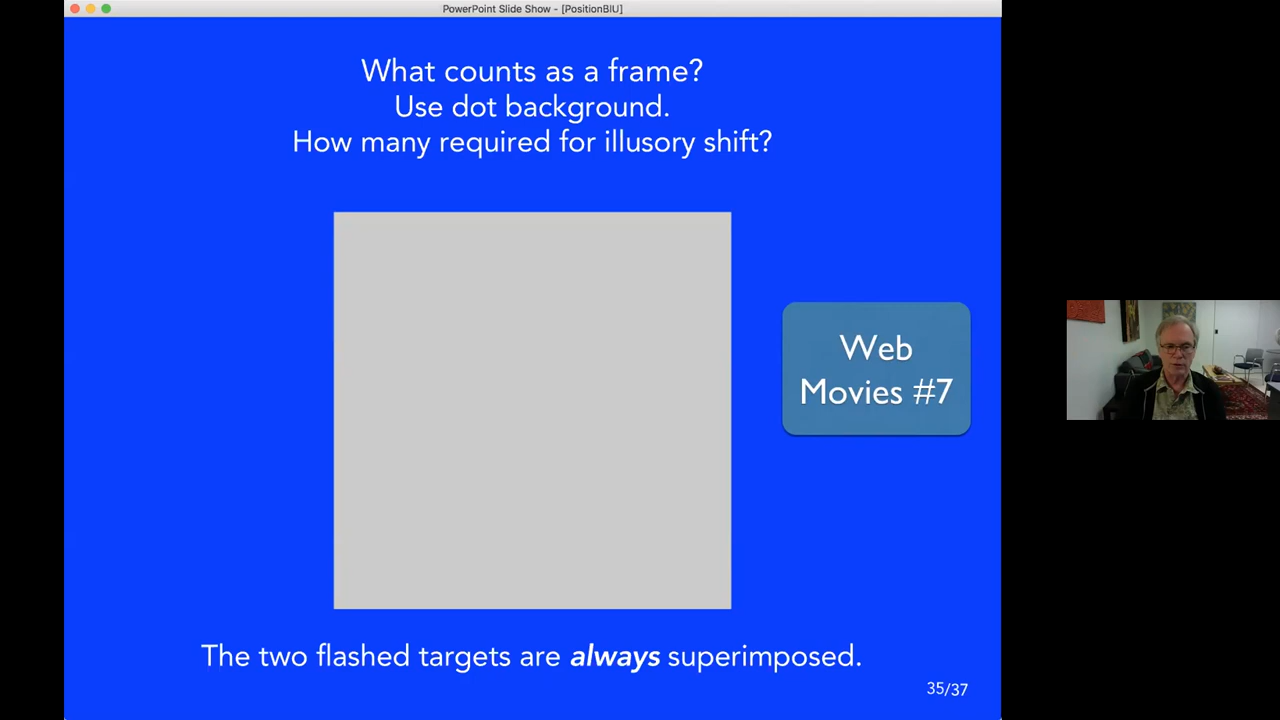 PowerPoint Slide Show - [PositionBIU]
What counts as a frame?
Use dot background.
How many required for illusory shift?
Web
Movies #7
The two flashed targets are always superimposed.
35/37